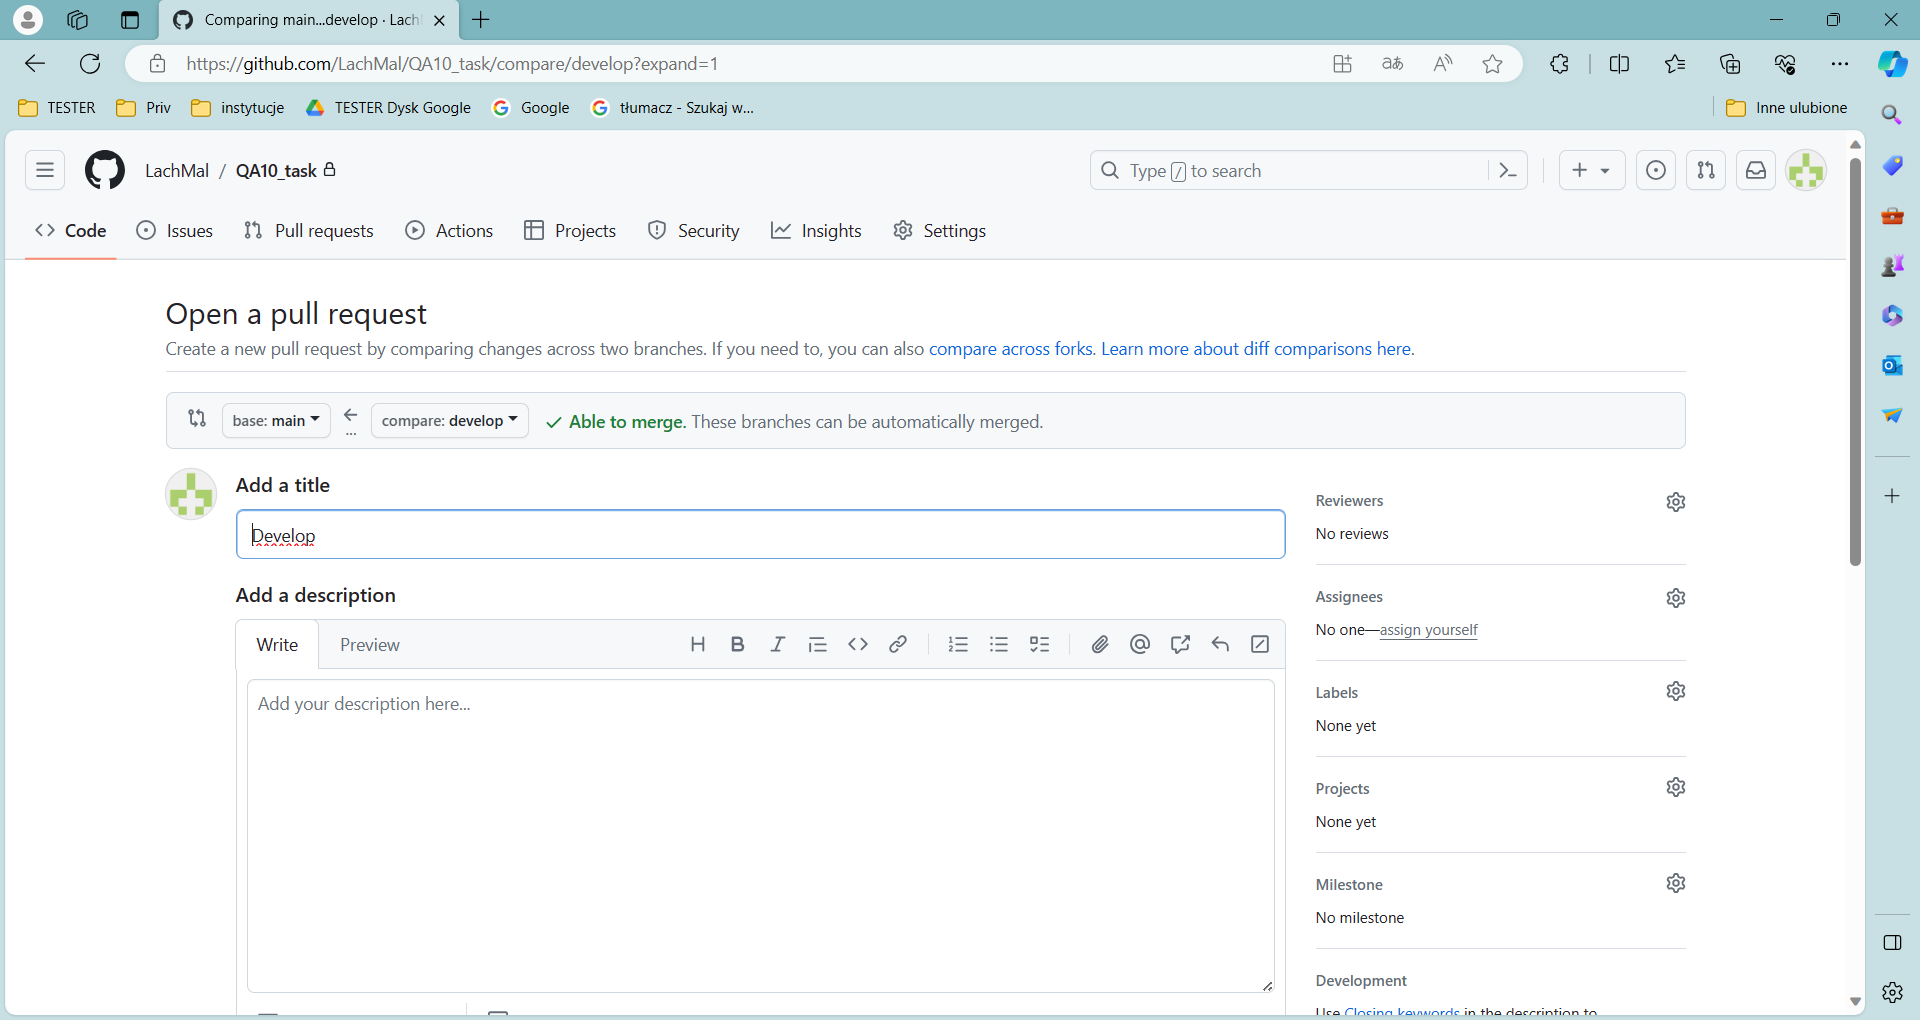 Comparing main...develop · Lach
https://github.com/LachMal/QA10_task/compare/develop?expand=1
TESTER Priv instytucje TESTER Dysk Google Google tłumacz - Szukaj w... Inne ulubione
LachMal / QA10_task Type / to search
Code Issues Pull requests Actions Projects Security Insights Settings
Open a pull request
Create a new pull request by comparing changes across two branches. If you need to, you can also compare across forks. Learn more about diff comparisons here.
base: main compare: develop Able to merge. These branches can be automatically merged.
Add a title
Develop
Add a description
Write Preview
Add your description here...
Reviewers
No reviews
Assignees
No one—assign yourself
Labels
None yet
Projects
None yet
Milestone
No milestone
Development
Use Closing keywords in the description to